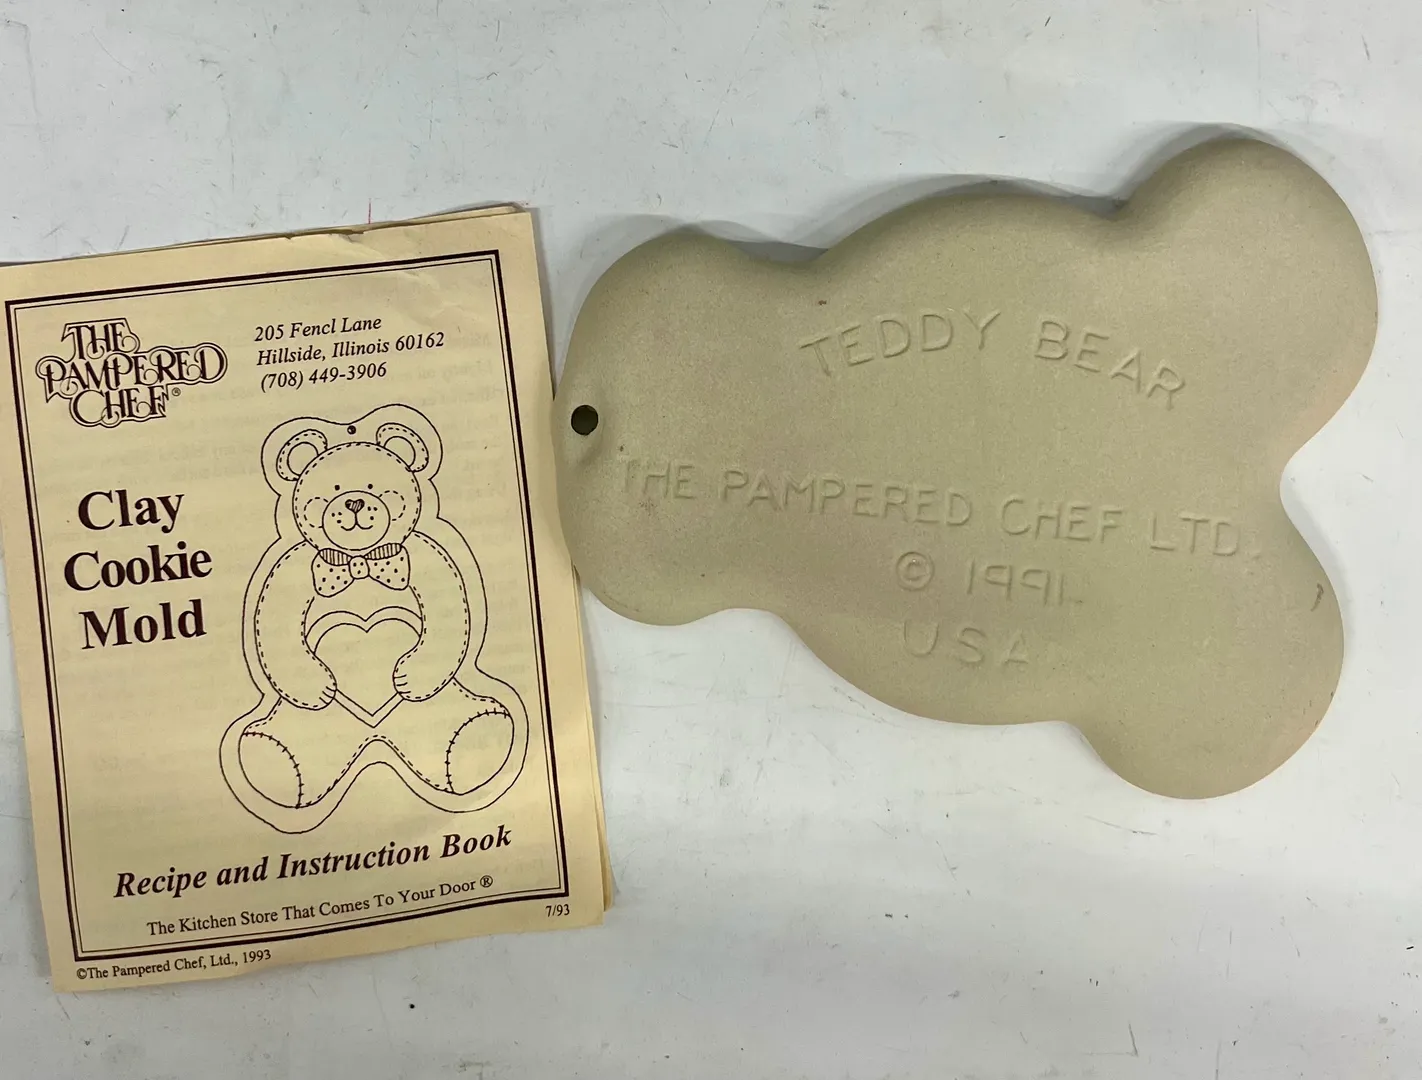 THE
PAMPERED
CHEF®
205 Fencl Lane
Hillside, Illinois 60162
(708) 449-3906
Clay
Cookie
Mold
Recipe and Instruction Book
The Kitchen Store That Comes To Your Door ®
7/93
©The Pampered Chef, Ltd., 1993
TEDDY BEAR
THE PAMPERED CHEF LTD.
© 1991
USA